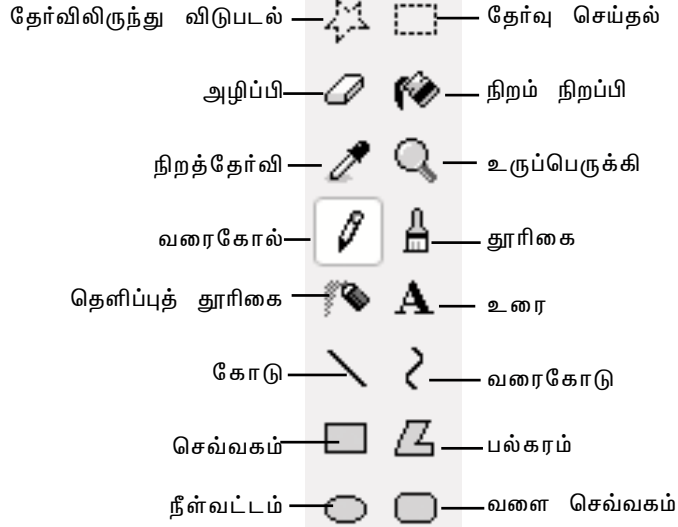 தேர்விலிருந்து விடுபடல் தேர்வு செய்தல்
அழிப்பி நிறம் நிறப்பி
நிறத்தேர்வி உருப்பெருக்கி
வரைகோல் தூரிகை
தெளிப்புத் தூரிகை A உரை
கோடு வரைகோடு
செவ்வகம் பல்கரம்
நீள்வட்டம் வளை செவ்வகம்